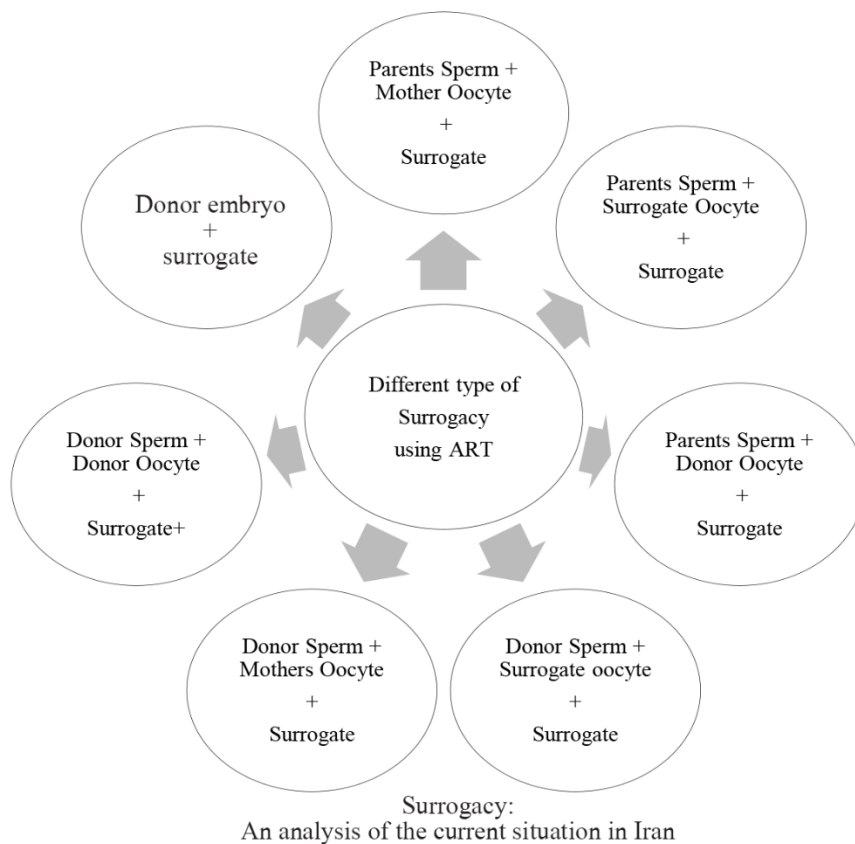 Parents Sperm +
Mother Oocyte
+
Surrogate
Parents Sperm +
Surrogate Oocyte
+
Surrogate
Parents Sperm +
Donor Oocyte
+
Surrogate
Donor Sperm +
Surrogate oocyte
+
Surrogate
Donor Sperm +
Mothers Oocyte
+
Surrogate
Donor Sperm +
Donor Oocyte
+
Surrogate+
Donor embryo
+
surrogate
Different type of
Surrogacy
using ART
Surrogacy:
An analysis of the current situation in Iran